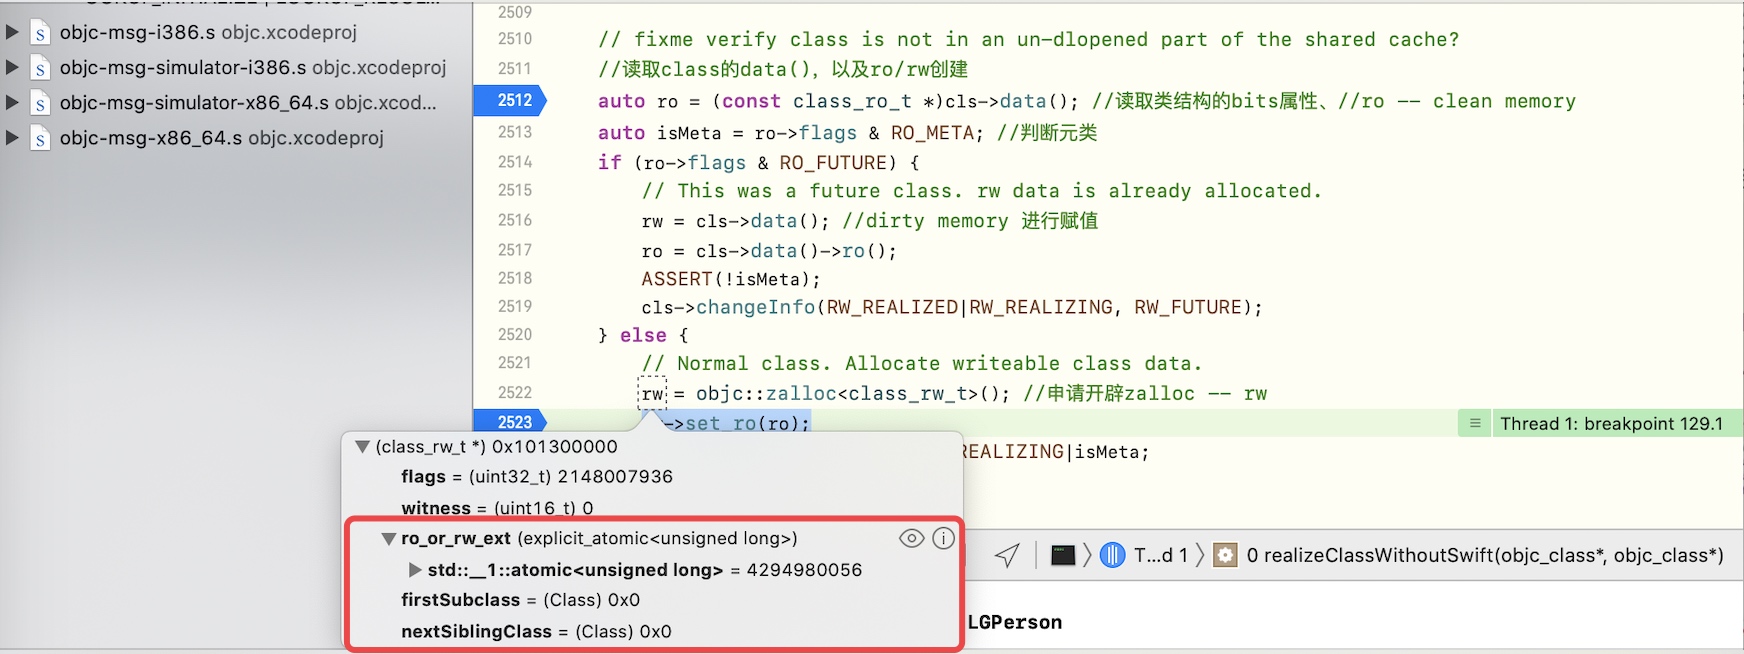 objc-msg-i386.s objc.xcodeproj
objc-msg-simulator-i386.s objc.xcodeproj
objc-msg-simulator-x86_64.s objc.xcod...
objc-msg-x86_64.s objc.xcodeproj
2509
2510 // fixme verify class is not in an un-dlopened part of the shared cache?
2511 //读取class的data()，以及ro/rw创建
2512 auto ro = (const class_ro_t *)cls->data(); //读取类结构的bits属性、//ro -- clean memory
2513 auto isMeta = ro->flags & RO_META; //判断元类
2514 if (ro->flags & RO_FUTURE) {
2515 // This was a future class. rw data is already allocated.
2516 rw = cls->data(); //dirty memory 进行赋值
2517 ro = cls->data()->ro();
2518 ASSERT(!isMeta);
2519 cls->changeInfo(RW_REALIZED|RW_REALIZING, RW_FUTURE);
2520 } else {
2521 // Normal class. Allocate writeable class data.
2522 rw = objc::zalloc<class_rw_t>(); //申请开辟zalloc -- rw
2523 ->set_ro(ro); Thread 1: breakpoint 129.1
REALIZING|isMeta;
(class_rw_t *) 0x101300000
flags = (uint32_t) 2148007936
witness = (uint16_t) 0
ro_or_rw_ext (explicit_atomic<unsigned long>)
std::__1::atomic<unsigned long> = 4294980056
firstSubclass = (Class) 0x0
nextSiblingClass = (Class) 0x0
T...d 1 0 realizeClassWithoutSwift(objc_class*, objc_class*)
LGPerson